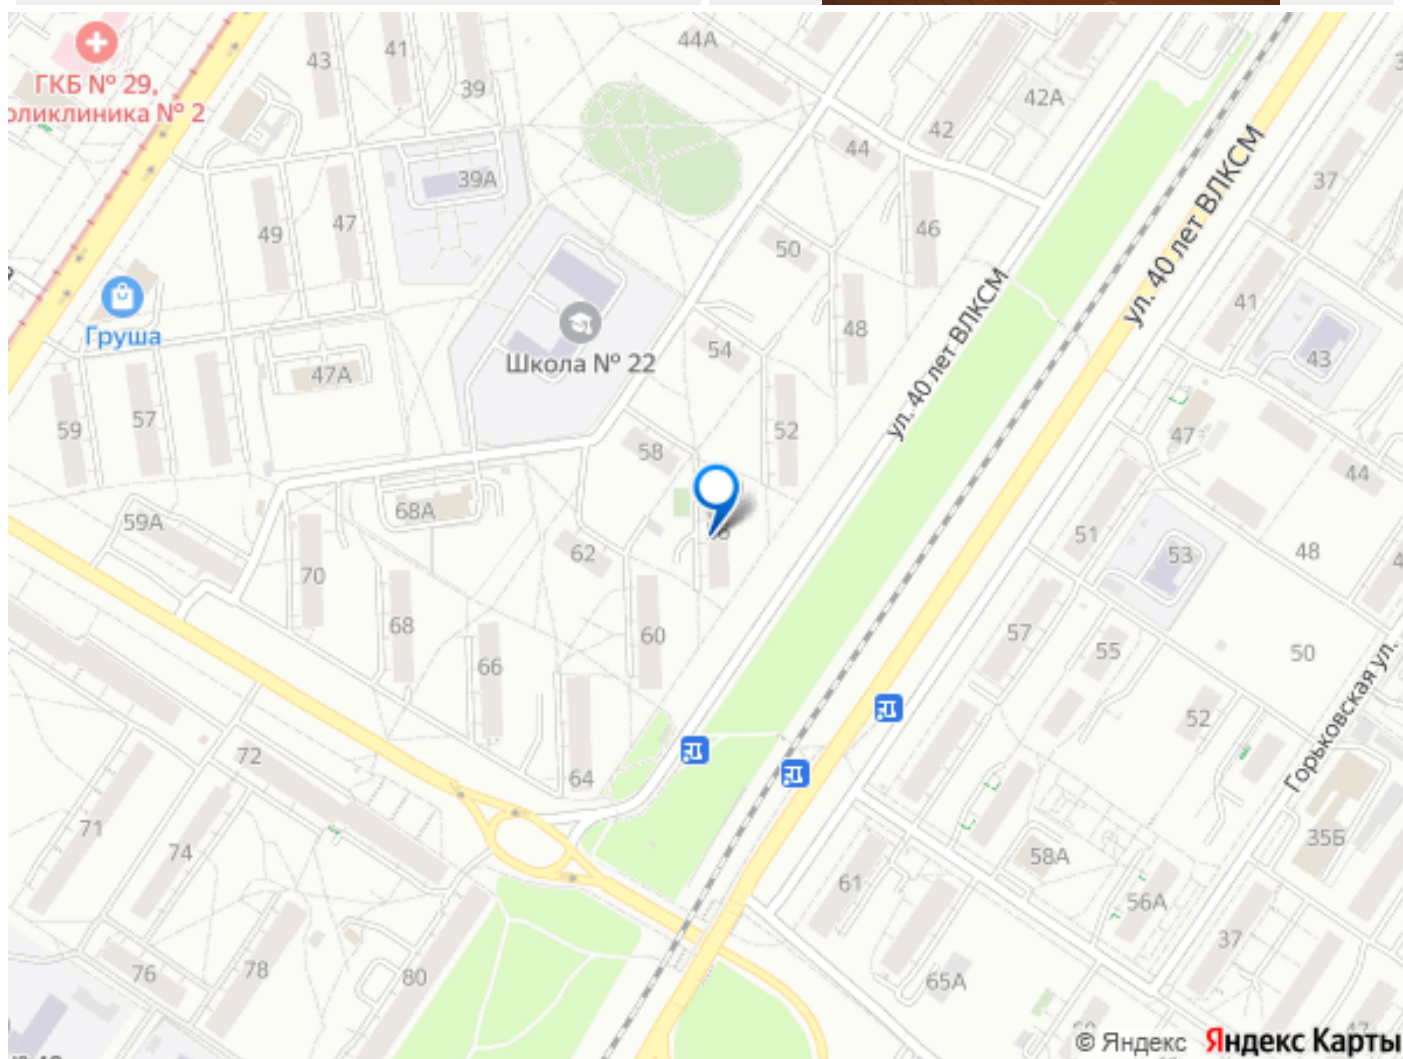 44А
41
43
ГКБ № 29,
оликлиника № 2
39
42А
42
44
37
39А
47
49
46
50
ул. 40 лет ВЛКСМ
41
Груша
48
Школа № 22
54
43
47А
ул. 40 лет ВЛКСМ
57
59
52
58
47
44
68А
59А
51
62
48
53
70
68
60
57
55
50
66
52
Горьковская ул.
72
64
71
74
35Б
58А
61
56А
37
76
78
80
65А
© Яндекс Яндекс Карты